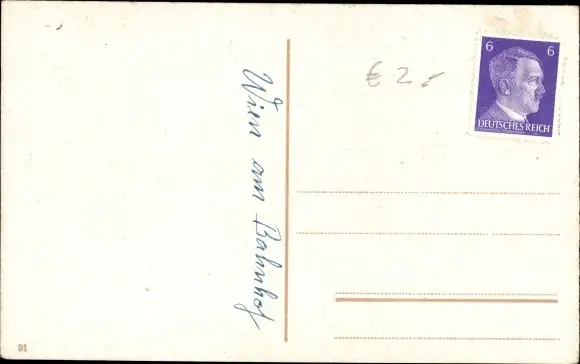 Wien am Bahnhof
€ 2,-
6 6
DEUTSCHES REICH
91